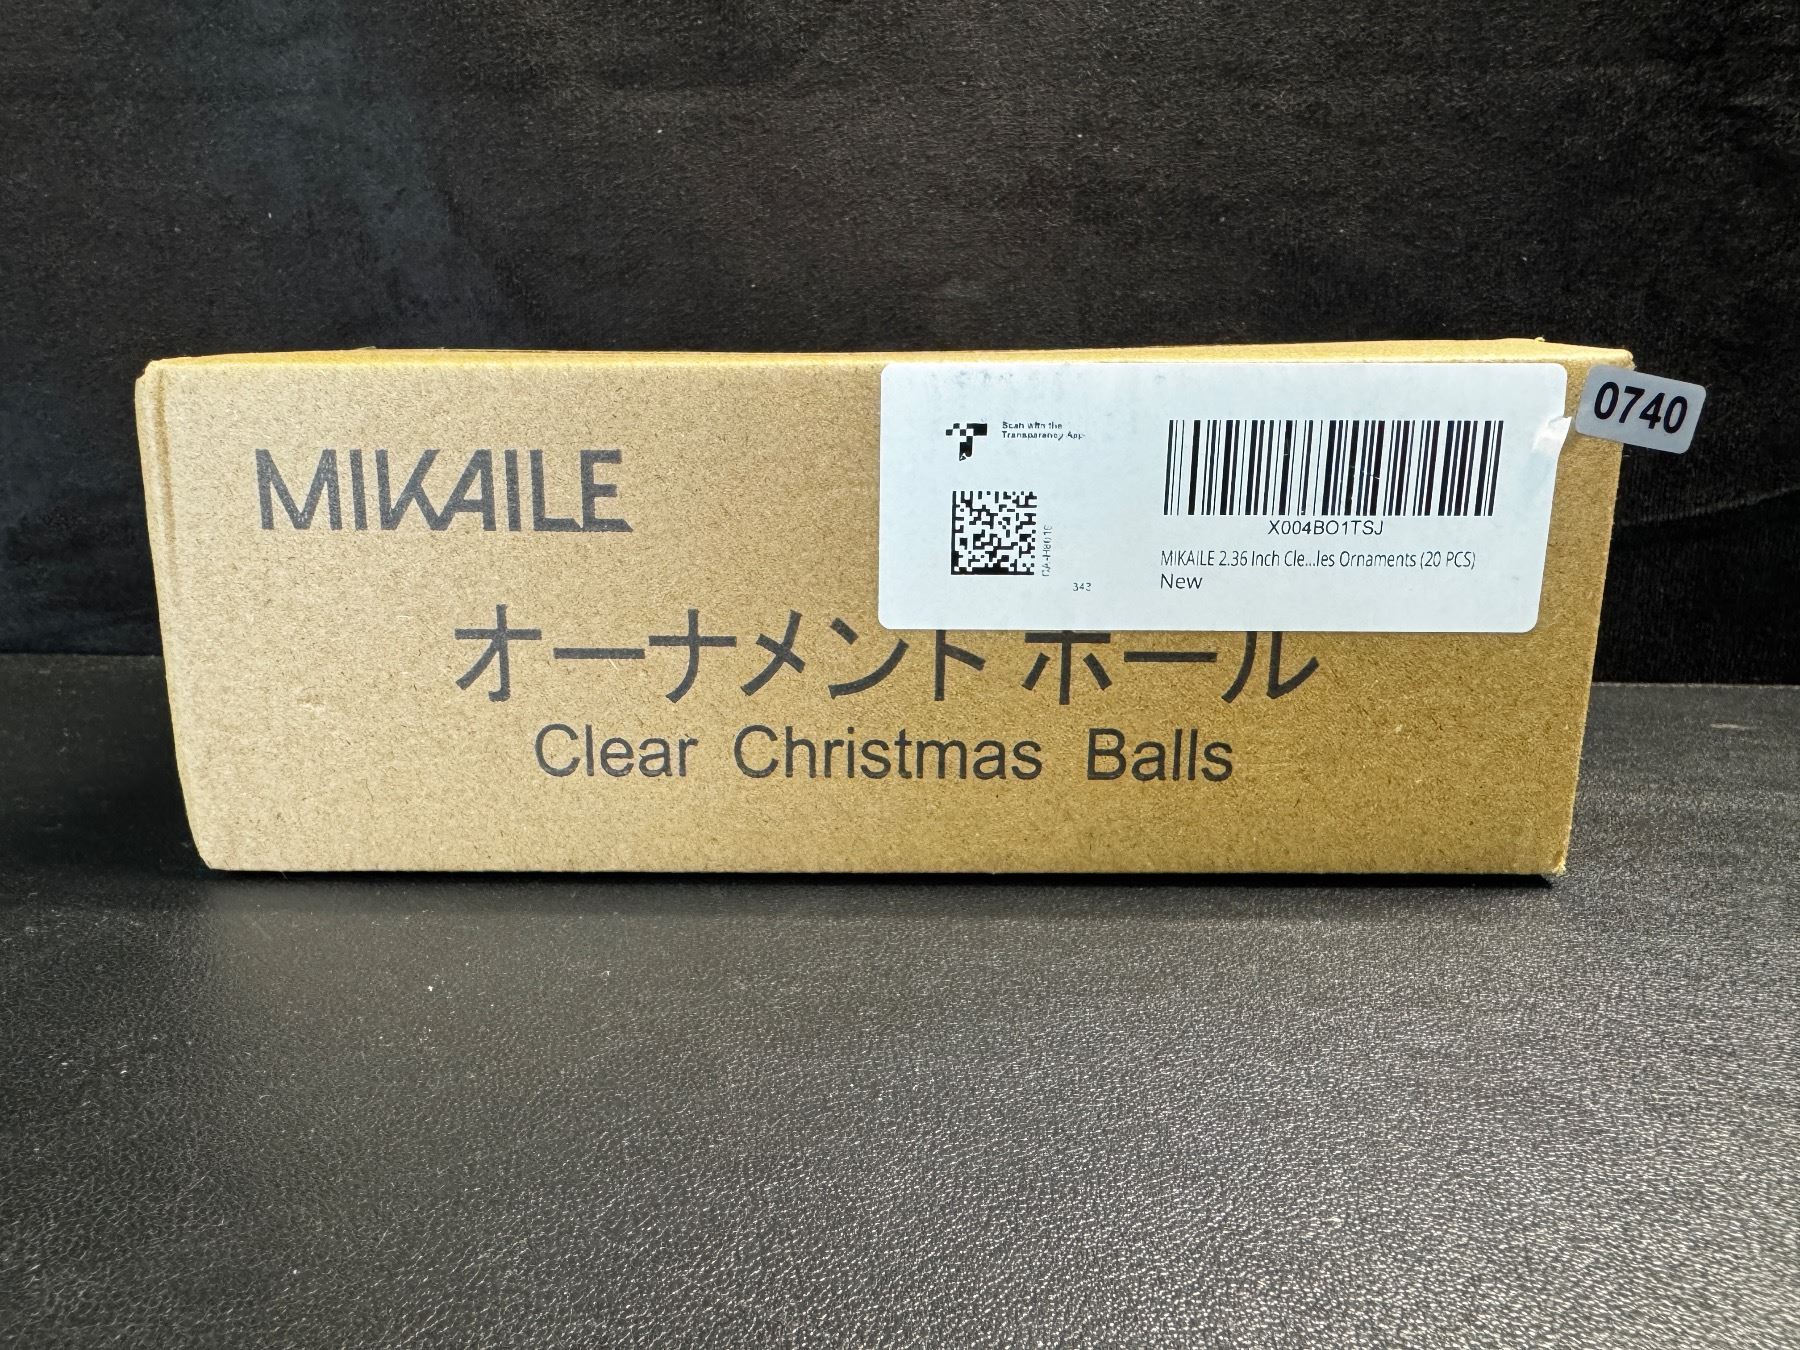 MIKAILE
Scan with the
Transparency App
X004BO1TSJ
MIKAILE 2.36 Inch Cle...les Ornaments (20 PCS)
New
342
0740
オーナメント ボール
Clear Christmas Balls